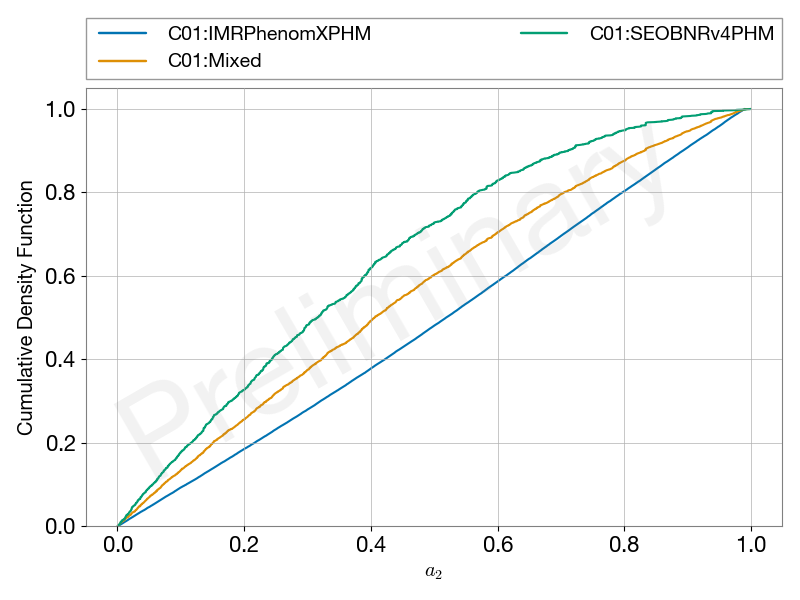 C01:IMRPhenomXPHM
C01:Mixed
C01:SEOBNRv4PHM
Cumulative Density Function
1.0
0.8
0.6
0.4
0.2
0.0
Preliminary
0.0 0.2 0.4 0.6 0.8 1.0
a₂